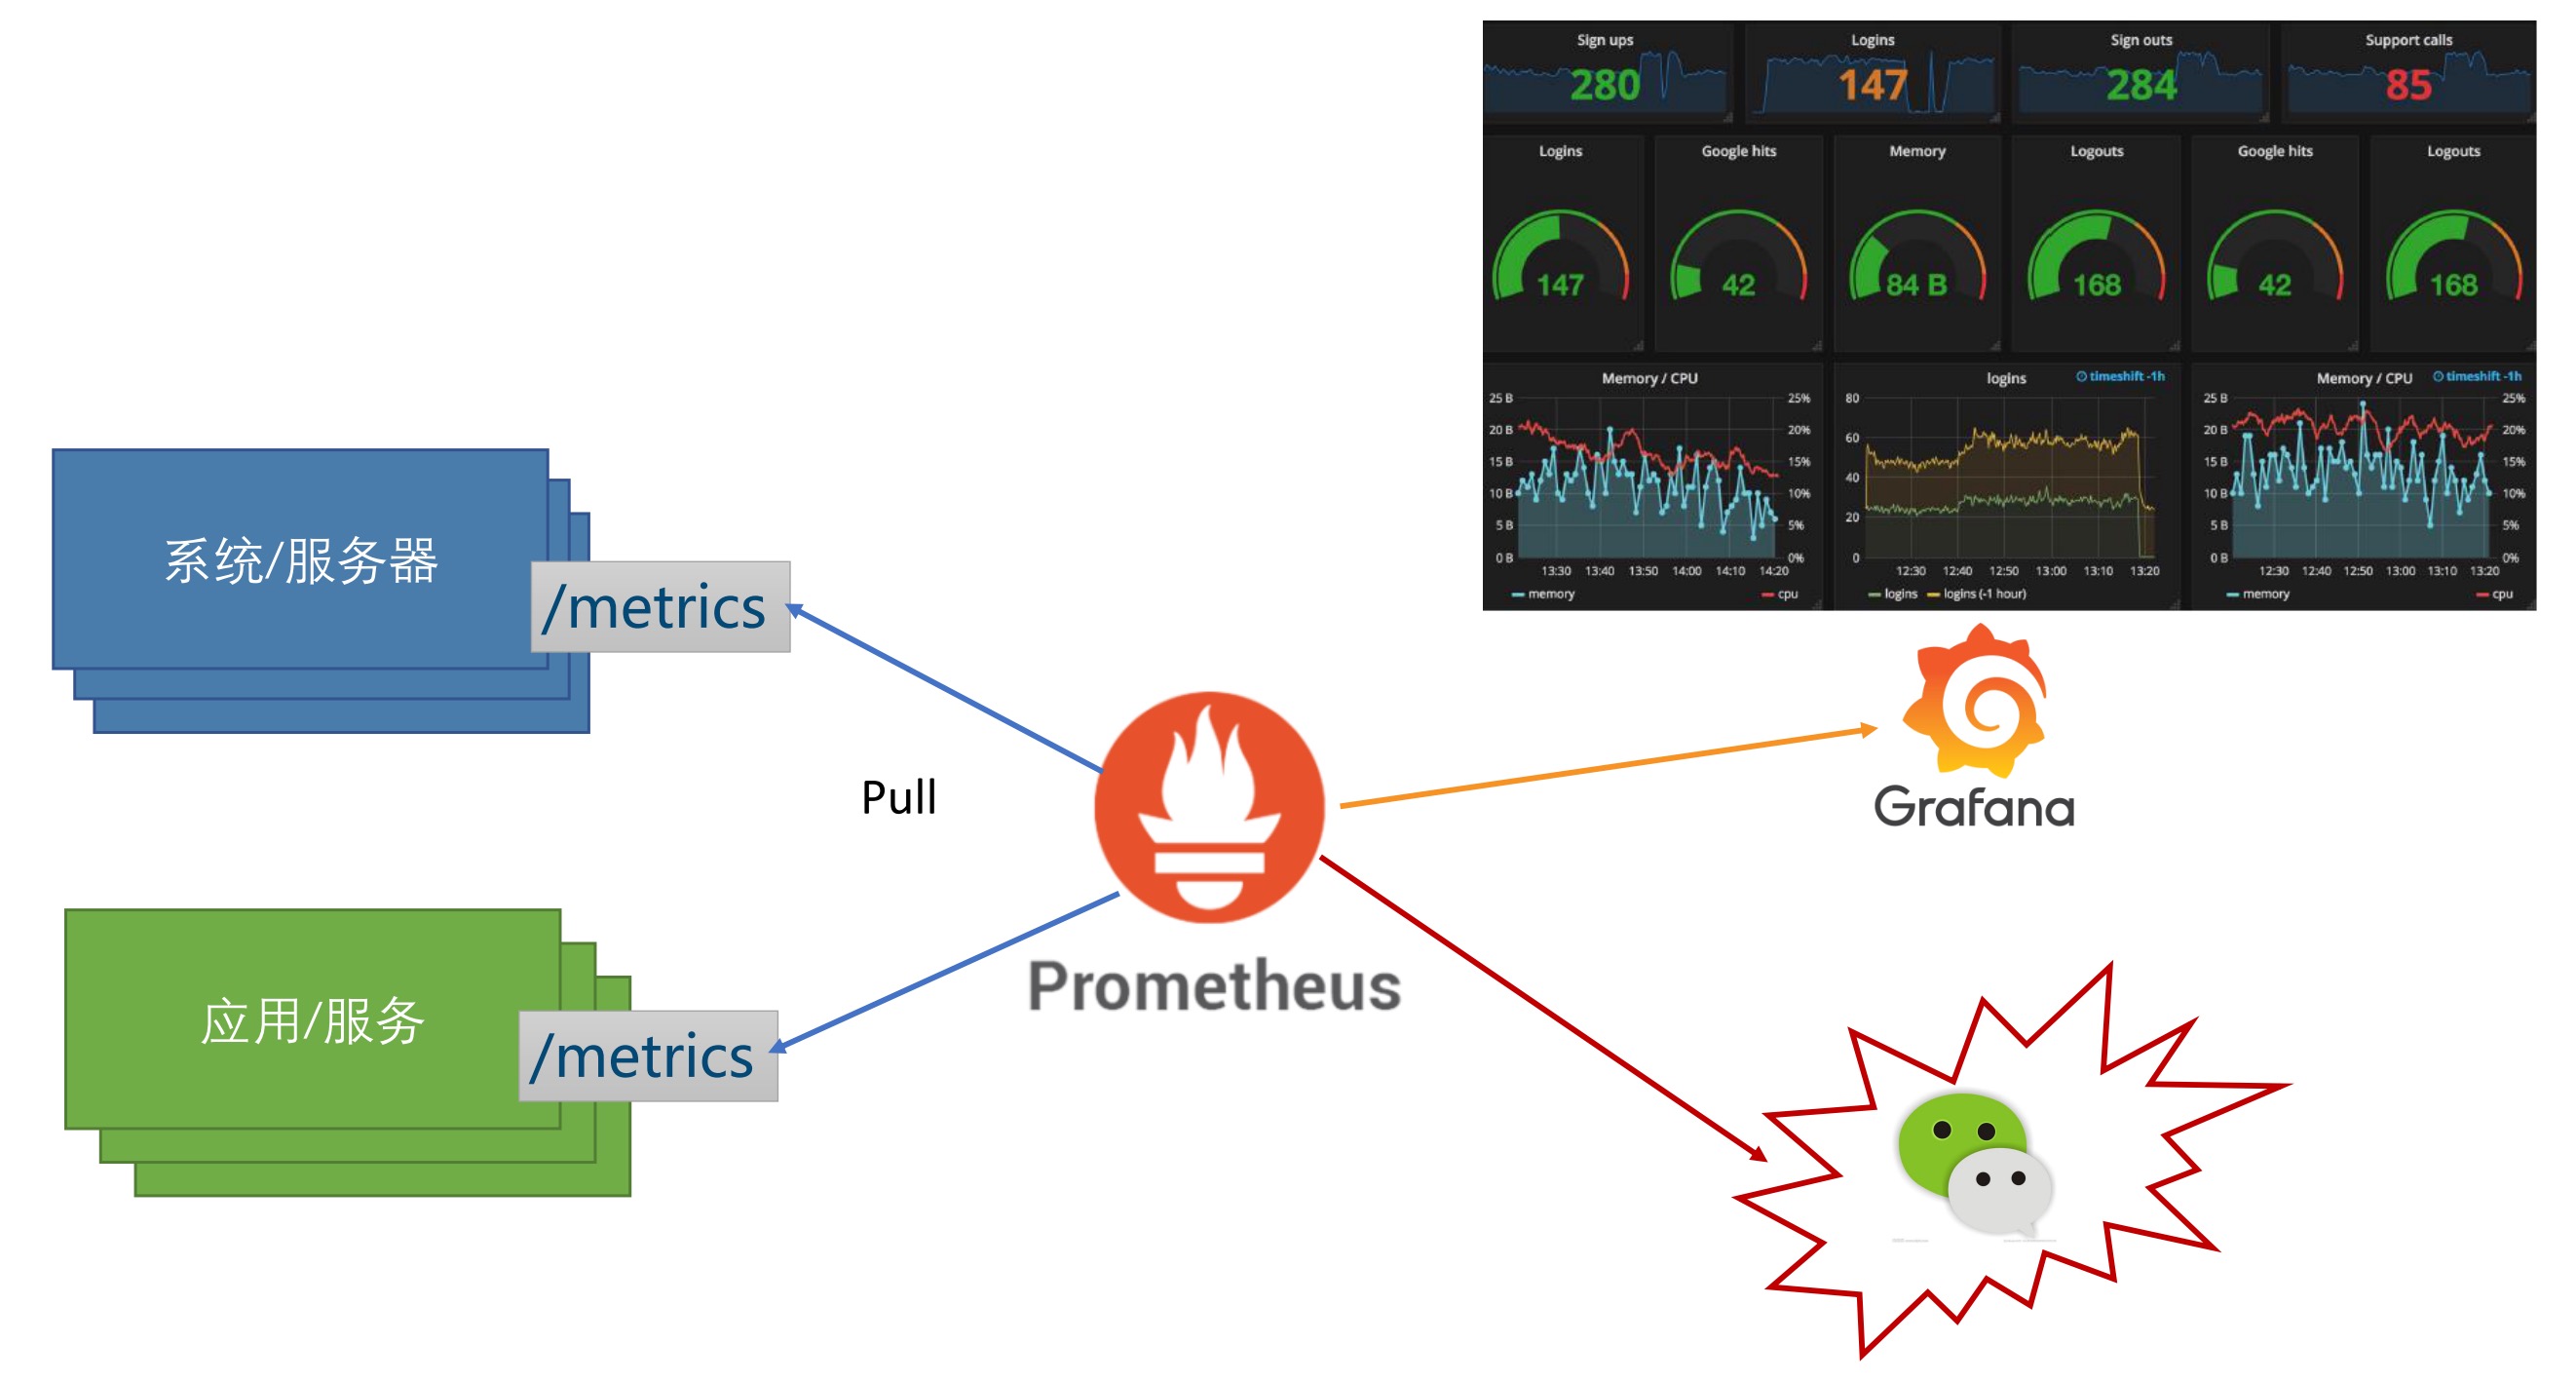 Sign ups
Logins
Sign outs
Support calls
280
147
284
85
Logins
Google hits
Memory
Logouts
Google hits
Logouts
147
42
84 B
168
42
168
Memory / CPU
25 B
20 B
15 B
10 B
5 B
0 B
25%
20%
15%
10%
5%
0%
13:30 13:40 13:50 14:00 14:10 14:20
memory cpu
logins timeshift -1h
80
60
40
20
0
12:30 12:40 12:50 13:00 13:10 13:20
logins logins (-1 hour)
Memory / CPU timeshift -1h
25 B
20 B
15 B
10 B
5 B
0 B
25%
20%
15%
10%
5%
0%
12:30 12:40 12:50 13:00 13:10 13:20
memory cpu
系统/服务器
/metrics
Pull
Grafana
Prometheus
应用/服务
/metrics